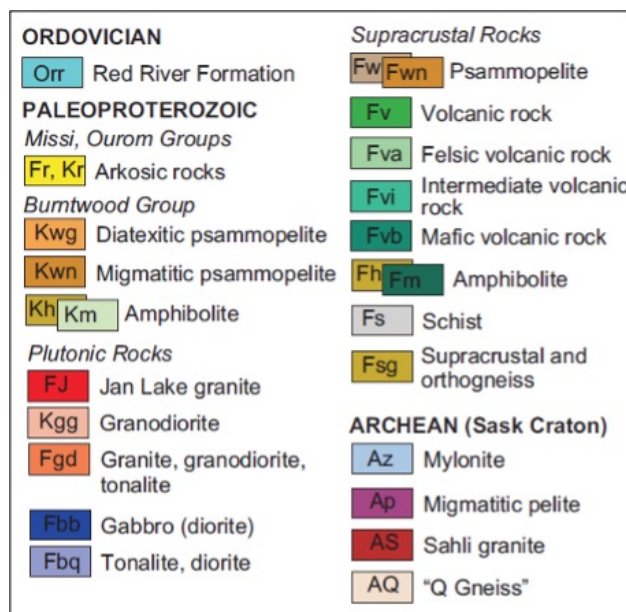 ORDOVICIAN
Orr Red River Formation
PALEOPROTEROZOIC
Missi, Ourom Groups
Fr, Kr Arkosic rocks
Burntwood Group
Kwg Diatexitic psammopelite
Kwn Migmatitic psammopelite
Kh Km Amphibolite
Plutonic Rocks
FJ Jan Lake granite
Kgg Granodiorite
Fgd Granite, granodiorite,
tonalite
Fbb Gabbro (diorite)
Fbq Tonalite, diorite
Supracrustal Rocks
Fw Fwn Psammopelite
Fv Volcanic rock
Fva Felsic volcanic rock
Fvi Intermediate volcanic
rock
Fvb Mafic volcanic rock
Fh Fm Amphibolite
Fs Schist
Fsg Supracrustal and
orthogneiss
ARCHEAN (Sask Craton)
Az Mylonite
Ap Migmatitic pelite
AS Sahli granite
AQ “Q Gneiss”